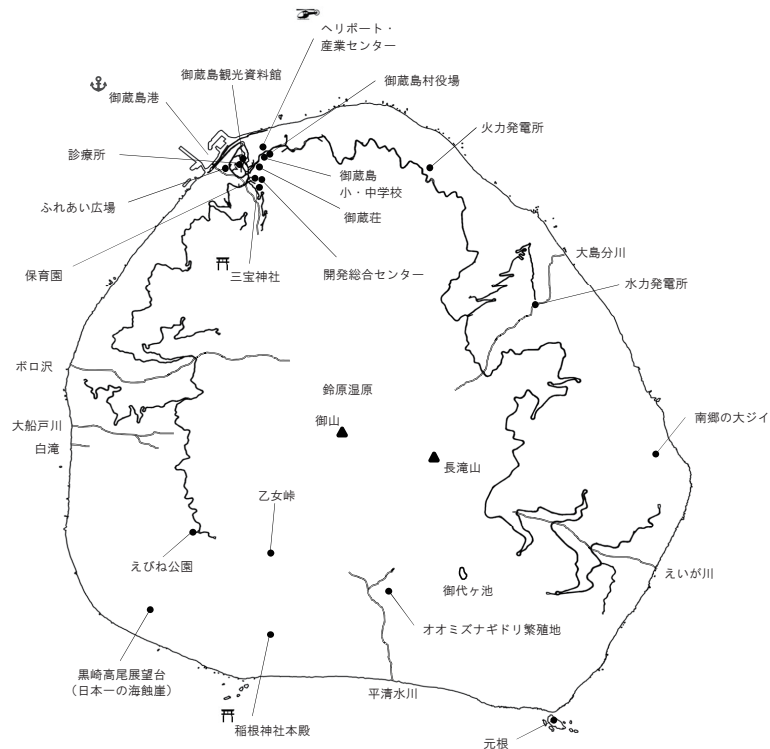 ヘリポート・
産業センター
御蔵島観光資料館
御蔵島村役場
御蔵島港
火力発電所
診療所
御蔵島
小・中学校
ふれあい広場
御蔵荘
保育園
三宝神社
開発総合センター
大島分川
水力発電所
ボロ沢
鈴原湿原
御山
南郷の大ジイ
大船戸川
白滝
長滝山
乙女峠
えびね公園
御代ヶ池
えいが川
オオミズナギドリ繁殖地
黒崎高尾展望台
（日本一の海蝕崖）
平清水川
稲根神社本殿
元根